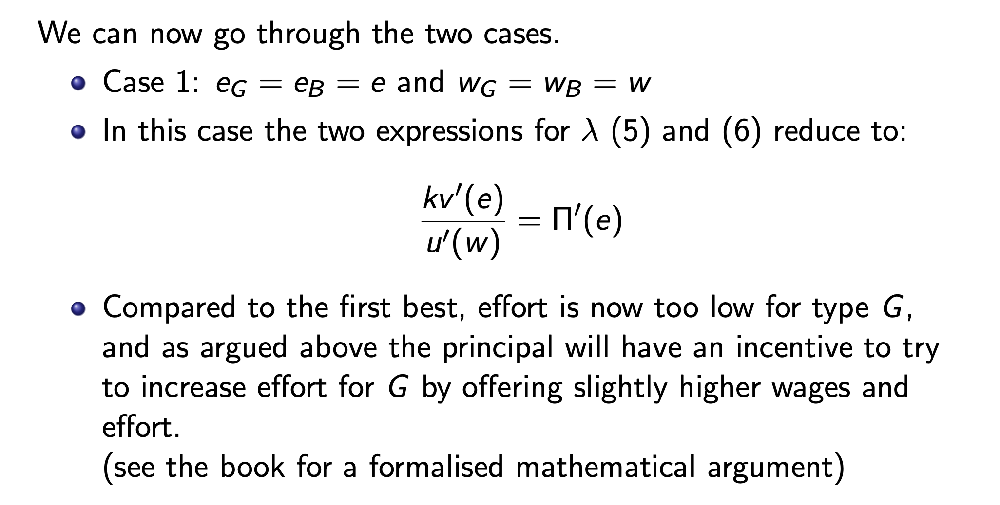 We can now go through the two cases.
Case 1: e_G = e_B = e and w_G = w_B = w
In this case the two expressions for λ (5) and (6) reduce to:
kv′(e)
u′(w)
= Π′(e)
Compared to the first best, effort is now too low for type G,
and as argued above the principal will have an incentive to try
to increase effort for G by offering slightly higher wages and
effort.
(see the book for a formalised mathematical argument)